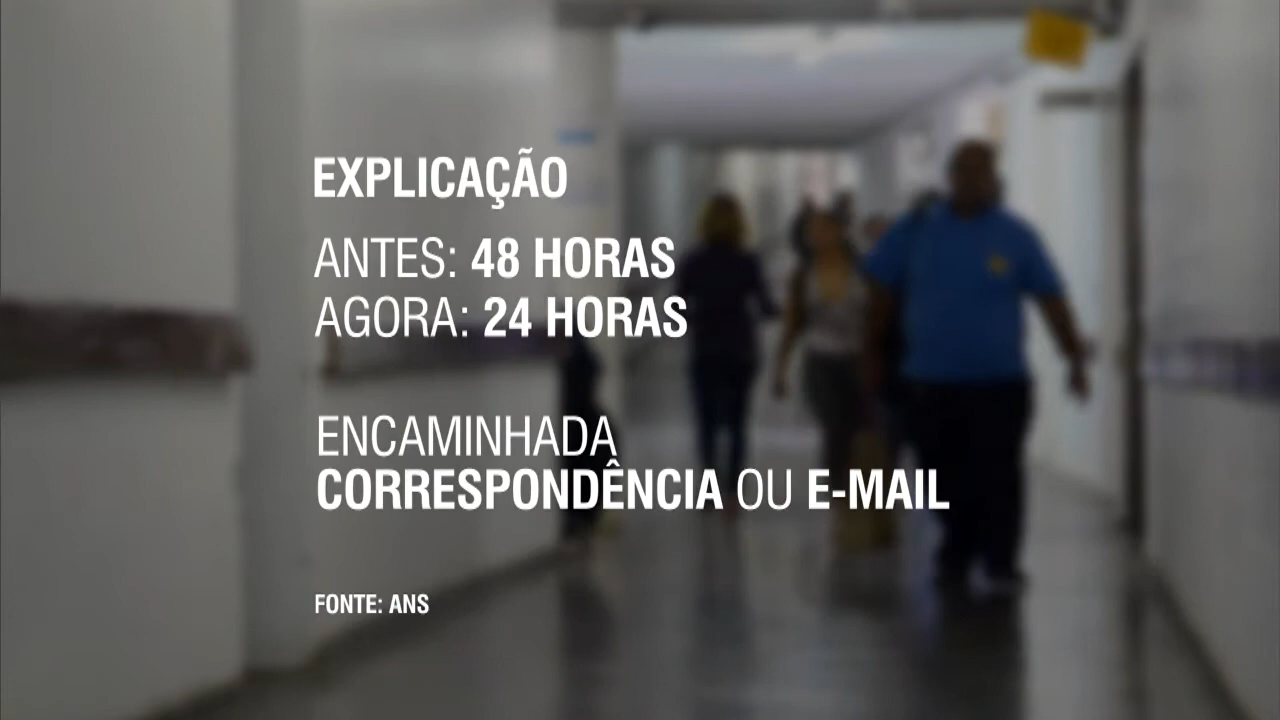 EXPLICAÇÃO
ANTES: 48 HORAS
AGORA: 24 HORAS
ENCAMINHADA
CORRESPONDÊNCIA OU E-MAIL
FONTE: ANS